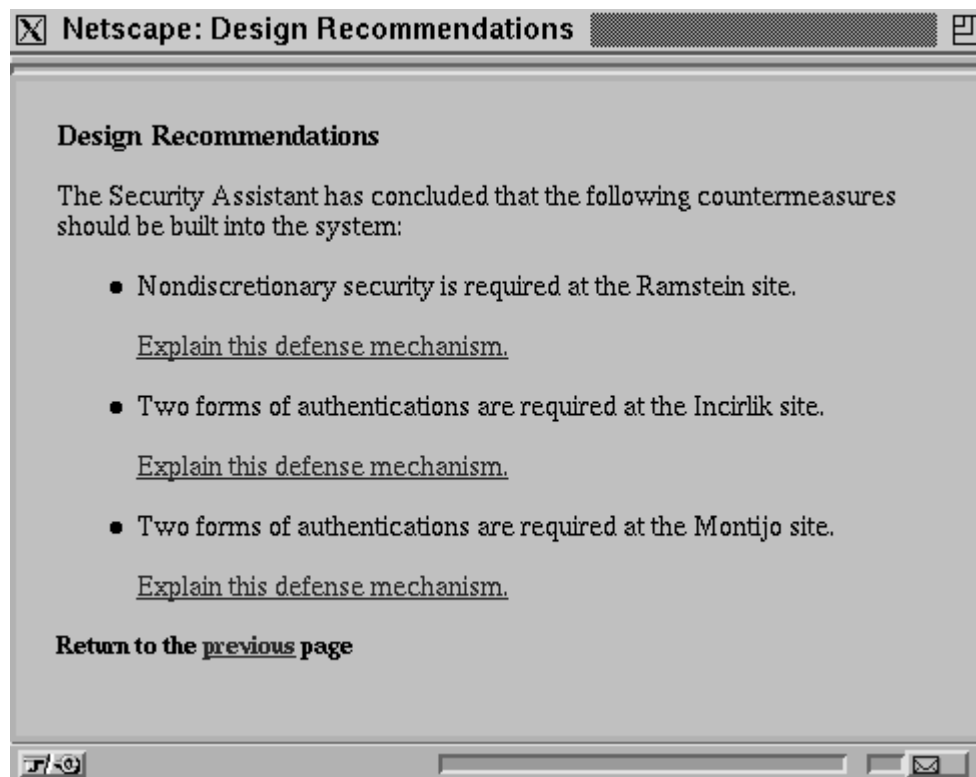 Netscape: Design Recommendations
Design Recommendations
The Security Assistant has concluded that the following countermeasures
should be built into the system:
• Nondiscretionary security is required at the Ramstein site.
Explain this defense mechanism.
• Two forms of authentications are required at the Incirlik site.
Explain this defense mechanism.
• Two forms of authentications are required at the Montijo site.
Explain this defense mechanism.
Return to the previous page